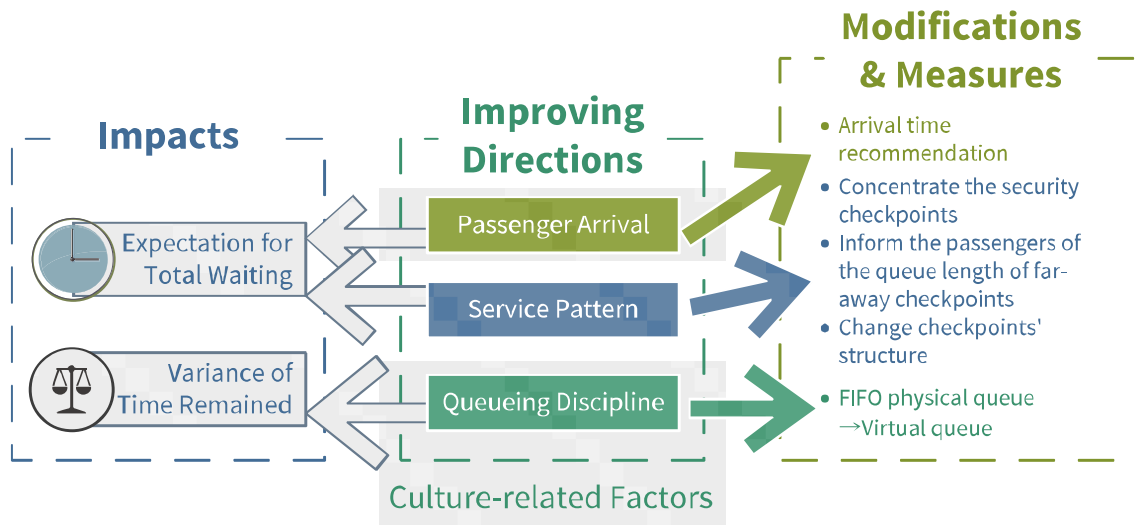 Impacts
Expectation for
Total Waiting
Variance of
Time Remained
Improving
Directions
Passenger Arrival
Service Pattern
Queueing Discipline
Culture-related Factors
Modifications
& Measures
• Arrival time
recommendation
• Concentrate the security
checkpoints
• Inform the passengers of
the queue length of far-
away checkpoints
• Change checkpoints'
structure
• FIFO physical queue
→Virtual queue